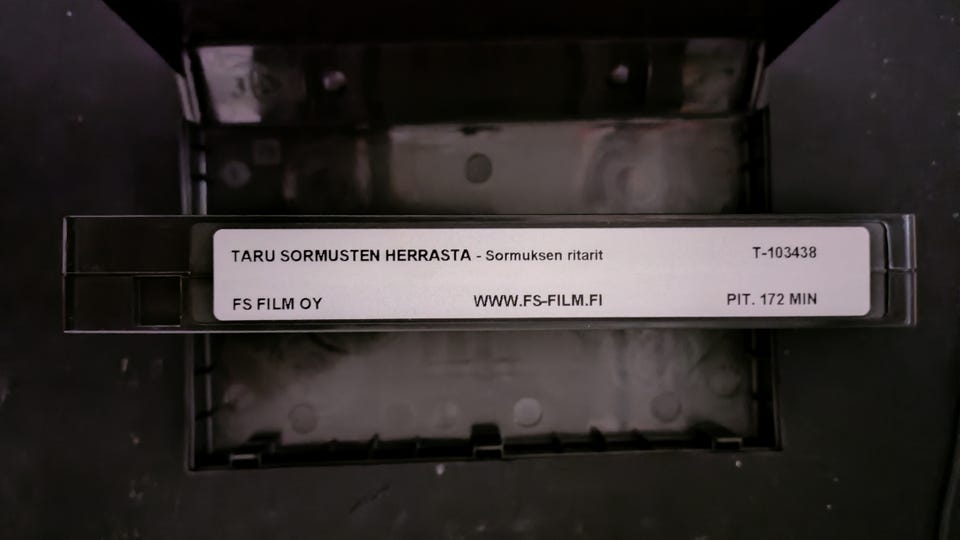 TARU SORMUSTEN HERRASTA - Sormuksen ritarit T-103438
FS FILM OY WWW.FS-FILM.FI PIT. 172 MIN